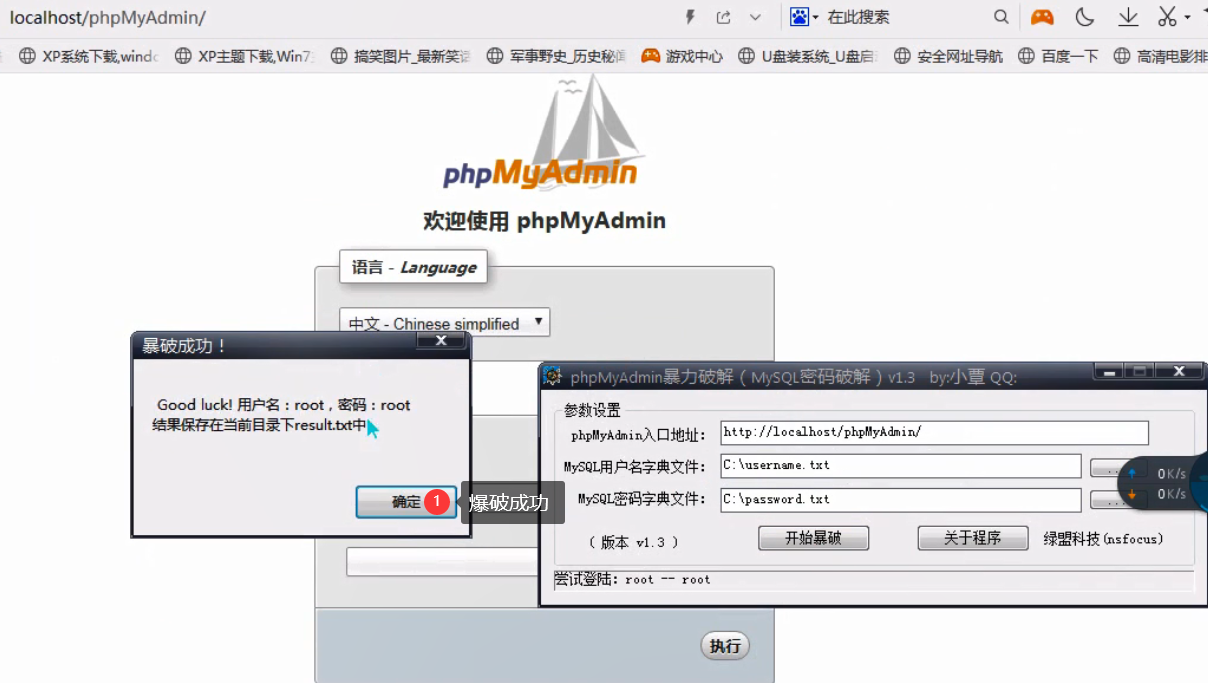 localhost/phpMyAdmin/
在此搜索
XP系统下载,windo
XP主题下载,Win7
搞笑图片_最新笑话
军事野史_历史秘闻
游戏中心
U盘装系统_U盘启
安全网址导航
百度一下
高清电影排
phpMyAdmin
欢迎使用 phpMyAdmin
语言 - Language
中文 - Chinese simplified
暴破成功！
Good luck! 用户名：root，密码：root
结果保存在当前目录下result.txt中
确定
1
爆破成功
phpMyAdmin暴力破解（MySQL密码破解）v1.3 by:小蕈 QQ:
参数设置
phpMyAdmin入口地址：
http://localhost/phpMyAdmin/
MySQL用户名字典文件：
C:\username.txt
...
MySQL密码字典文件：
C:\password.txt
...
0K/s
0K/s
（ 版本 v1.3 ）
开始暴破
关于程序
绿盟科技(nsfocus)
尝试登陆：root -- root
执行